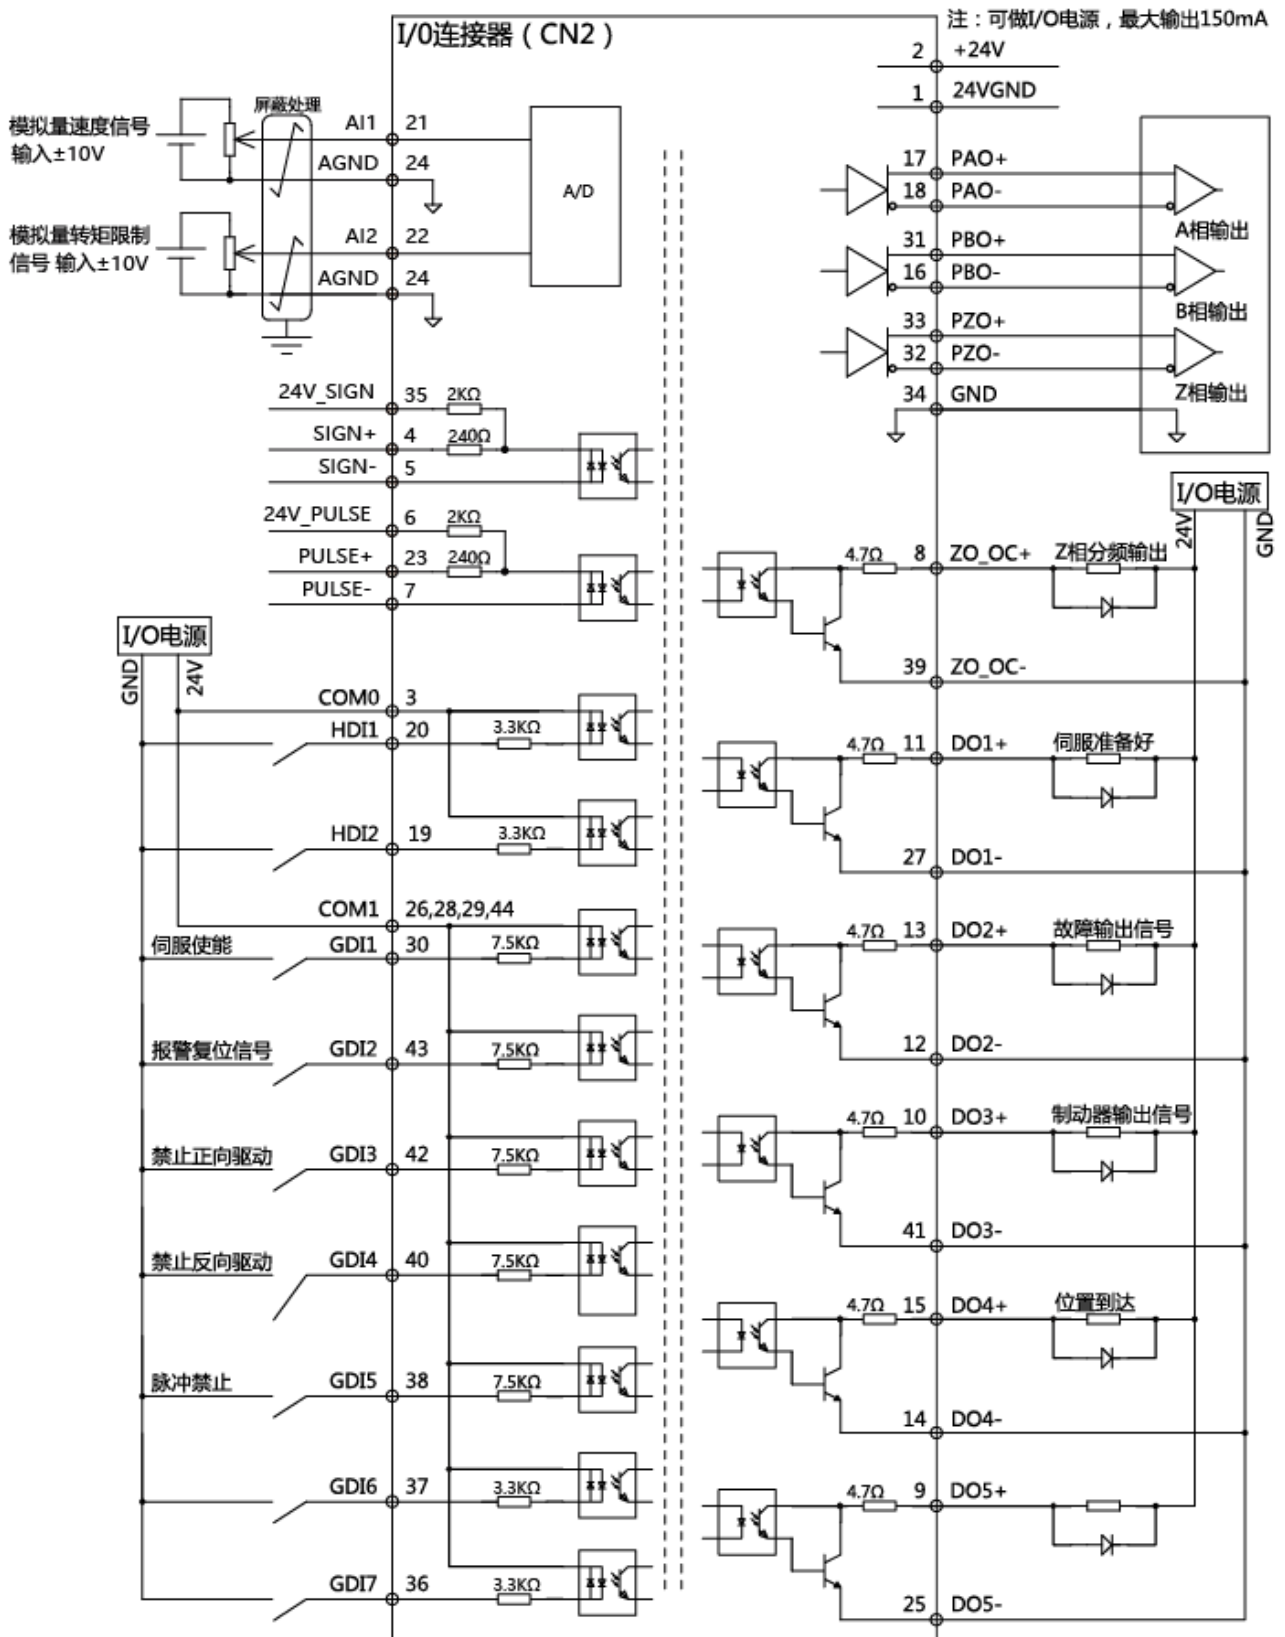 I/0连接器（CN2）
注：可做I/O电源，最大输出150mA
2 +24V
1 24VGND
屏蔽处理
模拟量速度信号
输入±10V
AI1 21
AGND 24
模拟量转矩限制
信号 输入±10V
AI2 22
AGND 24
A/D
17 PAO+
18 PAO-
A相输出
31 PBO+
16 PBO-
B相输出
33 PZO+
32 PZO-
Z相输出
34 GND
24V_SIGN 35 2KΩ
SIGN+ 4 240Ω
SIGN- 5
24V_PULSE 6 2KΩ
PULSE+ 23 240Ω
PULSE- 7
I/O电源
GND
24V
COM0 3
HDI1 20 3.3KΩ
HDI2 19 3.3KΩ
COM1 26,28,29,44
伺服使能 GDI1 30 7.5KΩ
报警复位信号 GDI2 43 7.5KΩ
禁止正向驱动 GDI3 42 7.5KΩ
禁止反向驱动 GDI4 40 7.5KΩ
脉冲禁止 GDI5 38 7.5KΩ
GDI6 37 3.3KΩ
GDI7 36 3.3KΩ
I/O电源
24V
GND
4.7Ω 8 ZO_OC+ Z相分频输出
39 ZO_OC-
4.7Ω 11 DO1+ 伺服准备好
27 DO1-
4.7Ω 13 DO2+ 故障输出信号
12 DO2-
4.7Ω 10 DO3+ 制动器输出信号
41 DO3-
4.7Ω 15 DO4+ 位置到达
14 DO4-
4.7Ω 9 DO5+
25 DO5-